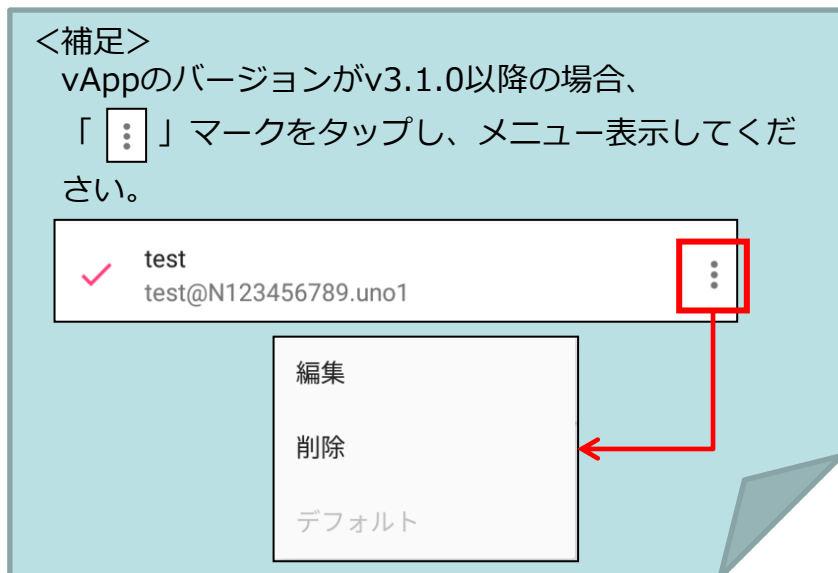 ＜補足＞
vAppのバージョンがv3.1.0以降の場合、
「 」マークをタップし、メニュー表示してくだ
さい。
test
test@N123456789.uno1
編集
削除
デフォルト